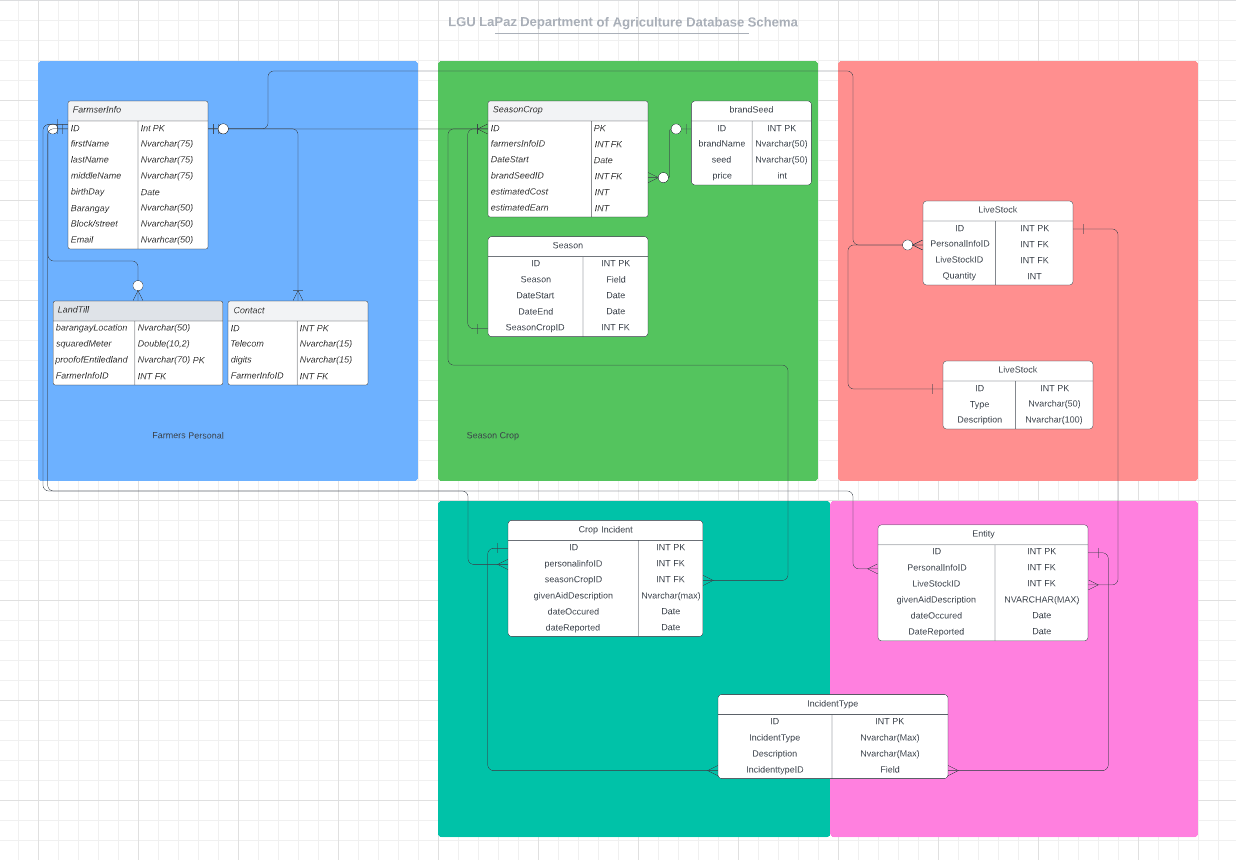 LGU LaPaz Department of Agriculture Database Schema
FarmserInfo
ID Int PK
firstName Nvarchar(75)
lastName Nvarchar(75)
middleName Nvarchar(75)
birthDay Date
Barangay Nvarchar(50)
Block/street Nvarchar(50)
Email Nvarhcar(50)
LandTill
barangayLocation Nvarchar(50)
squaredMeter Double(10,2)
proofofEntiledland Nvarchar(70) PK
FarmerInfoID INT FK
Contact
ID INT PK
Telecom Nvarchar(15)
digits Nvarchar(15)
FarmerInfoID INT FK
Farmers Personal
SeasonCrop
ID PK
farmersInfoID INT FK
DateStart Date
brandSeedID INT FK
estimatedCost INT
estimatedEarn INT
brandSeed
ID INT PK
brandName Nvarchar(50)
seed Nvarchar(50)
price int
Season
ID INT PK
Season Field
DateStart Date
DateEnd Date
SeasonCropID INT FK
Season Crop
LiveStock
ID INT PK
PersonalInfoID INT FK
LiveStockID INT FK
Quantity INT
LiveStock
ID INT PK
Type Nvarchar(50)
Description Nvarchar(100)
Crop Incident
ID INT PK
personalinfoID INT FK
seasonCropID INT FK
givenAidDescription Nvarchar(max)
dateOccured Date
dateReported Date
Entity
ID INT PK
PersonalInfoID INT FK
LiveStockID INT FK
givenAidDescription NVARCHAR(MAX)
dateOccured Date
DateReported Date
IncidentType
ID INT PK
IncidentType Nvarchar(Max)
Description Nvarchar(Max)
IncidenttypeID Field